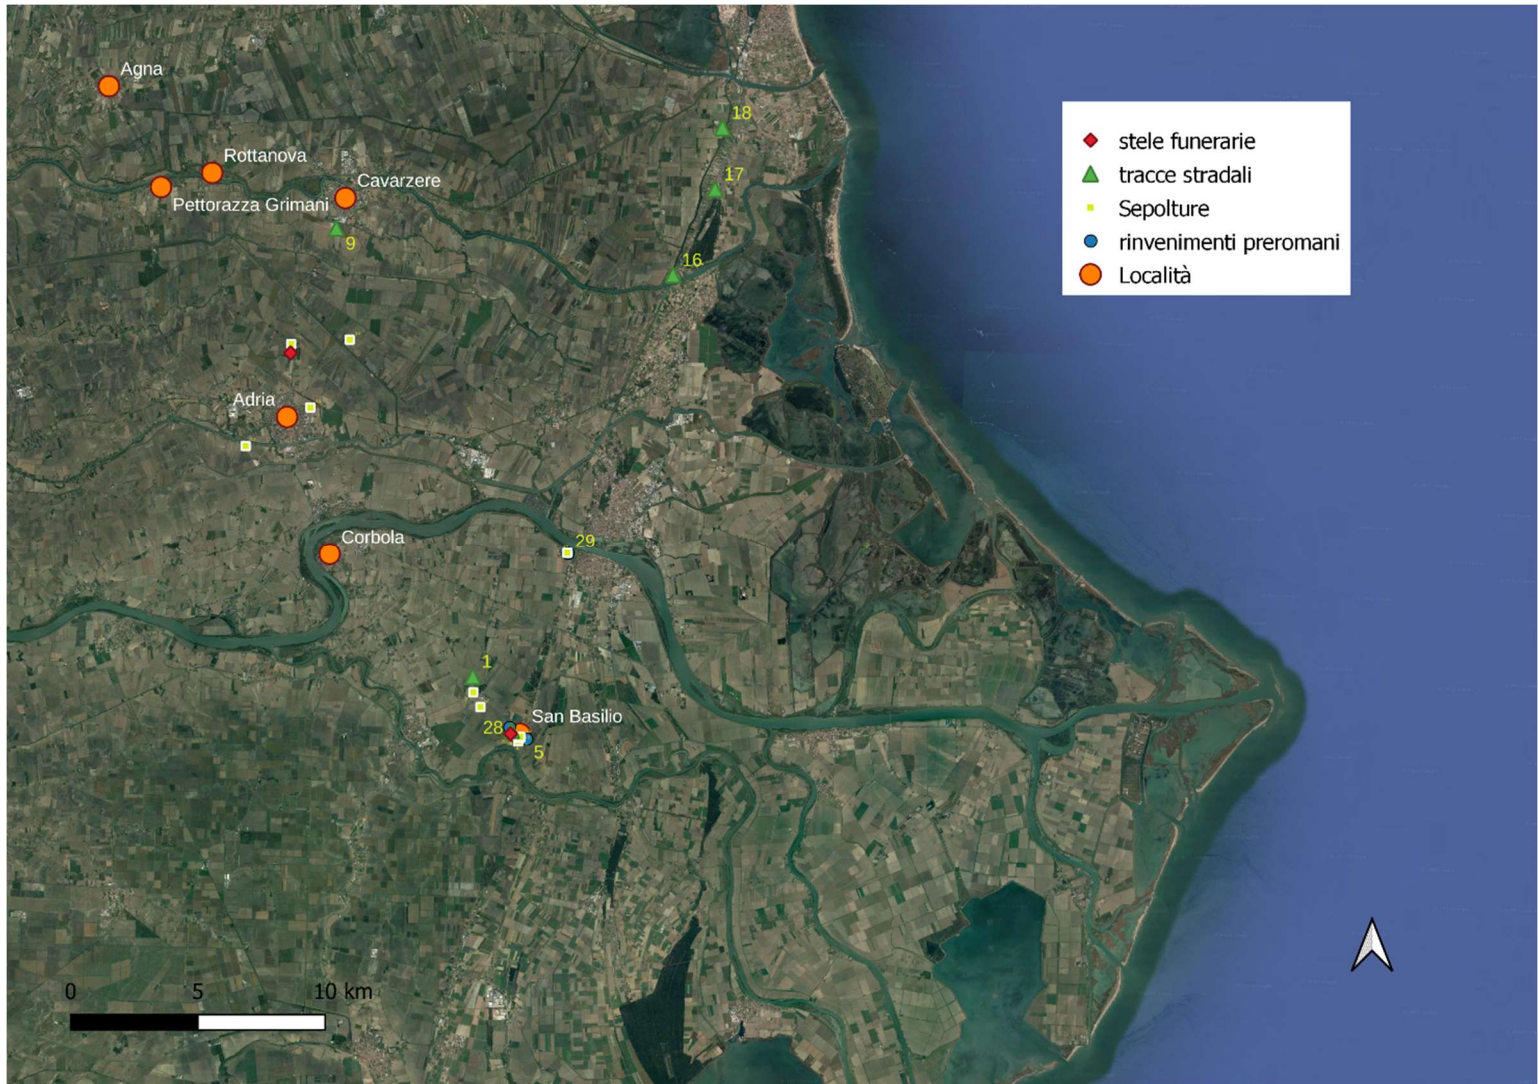 Agna
18
Rottanova
17
Cavarzere
Pettorazza Grimani
9
16
Adria
Corbola
29
1
San Basilio
28
5
stele funerarie
tracce stradali
Sepolture
rinvenimenti preromani
Località
0 5 10 km